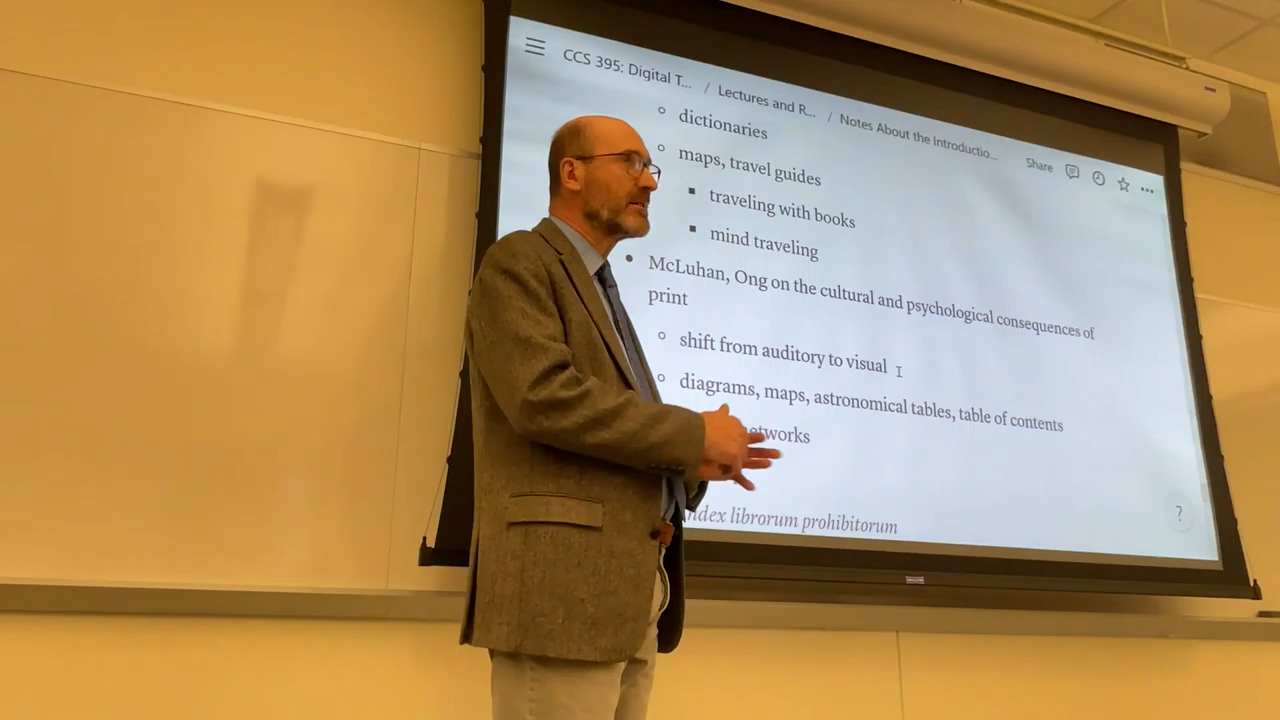 CCS 395: Digital T... / Lectures and R... / Notes About the Introductio...
Share
dictionaries
maps, travel guides
traveling with books
mind traveling
McLuhan, Ong on the cultural and psychological consequences of
print
shift from auditory to visual
diagrams, maps, astronomical tables, table of contents
etworks
ndex librorum prohibitorum
?